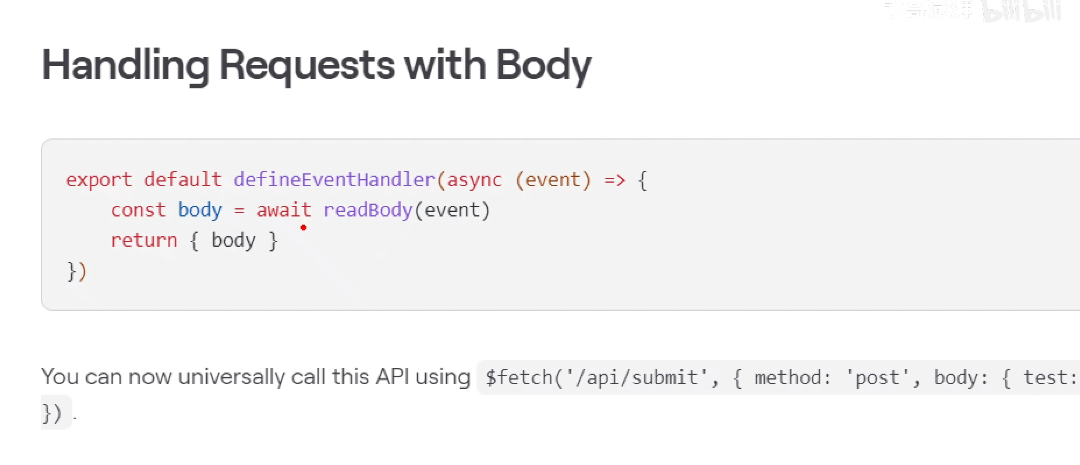 bilibili
Handling Requests with Body
export default defineEventHandler(async (event) => {
    const body = await readBody(event)
    return { body }
})
You can now universally call this API using $fetch('/api/submit', { method: 'post', body: { test:
}) .